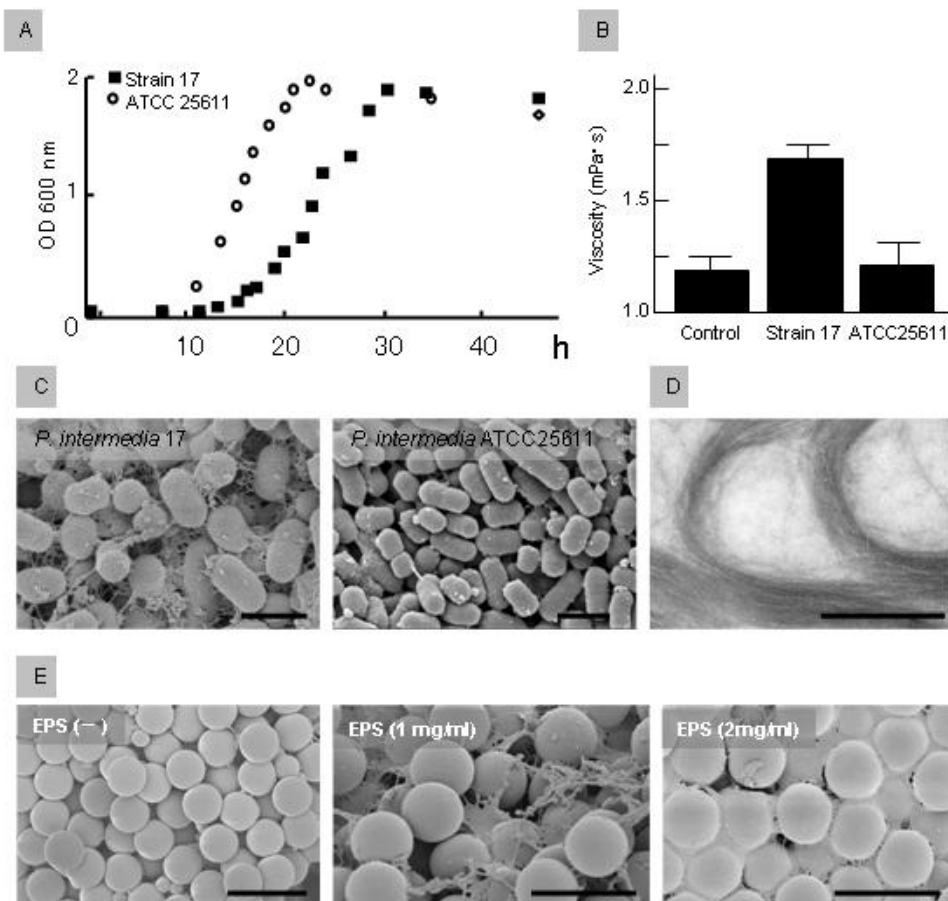 A
B
2
1
0
OD 600 nm
Strain 17
ATCC 25611
10
20
30
40
h
2.0
1.5
1.0
Viscosity (mPa• s)
Control
Strain 17
ATCC25611
C
D
P. intermedia 17
P. intermedia ATCC25611
E
EPS (−)
EPS (1 mg/ml)
EPS (2mg/ml)